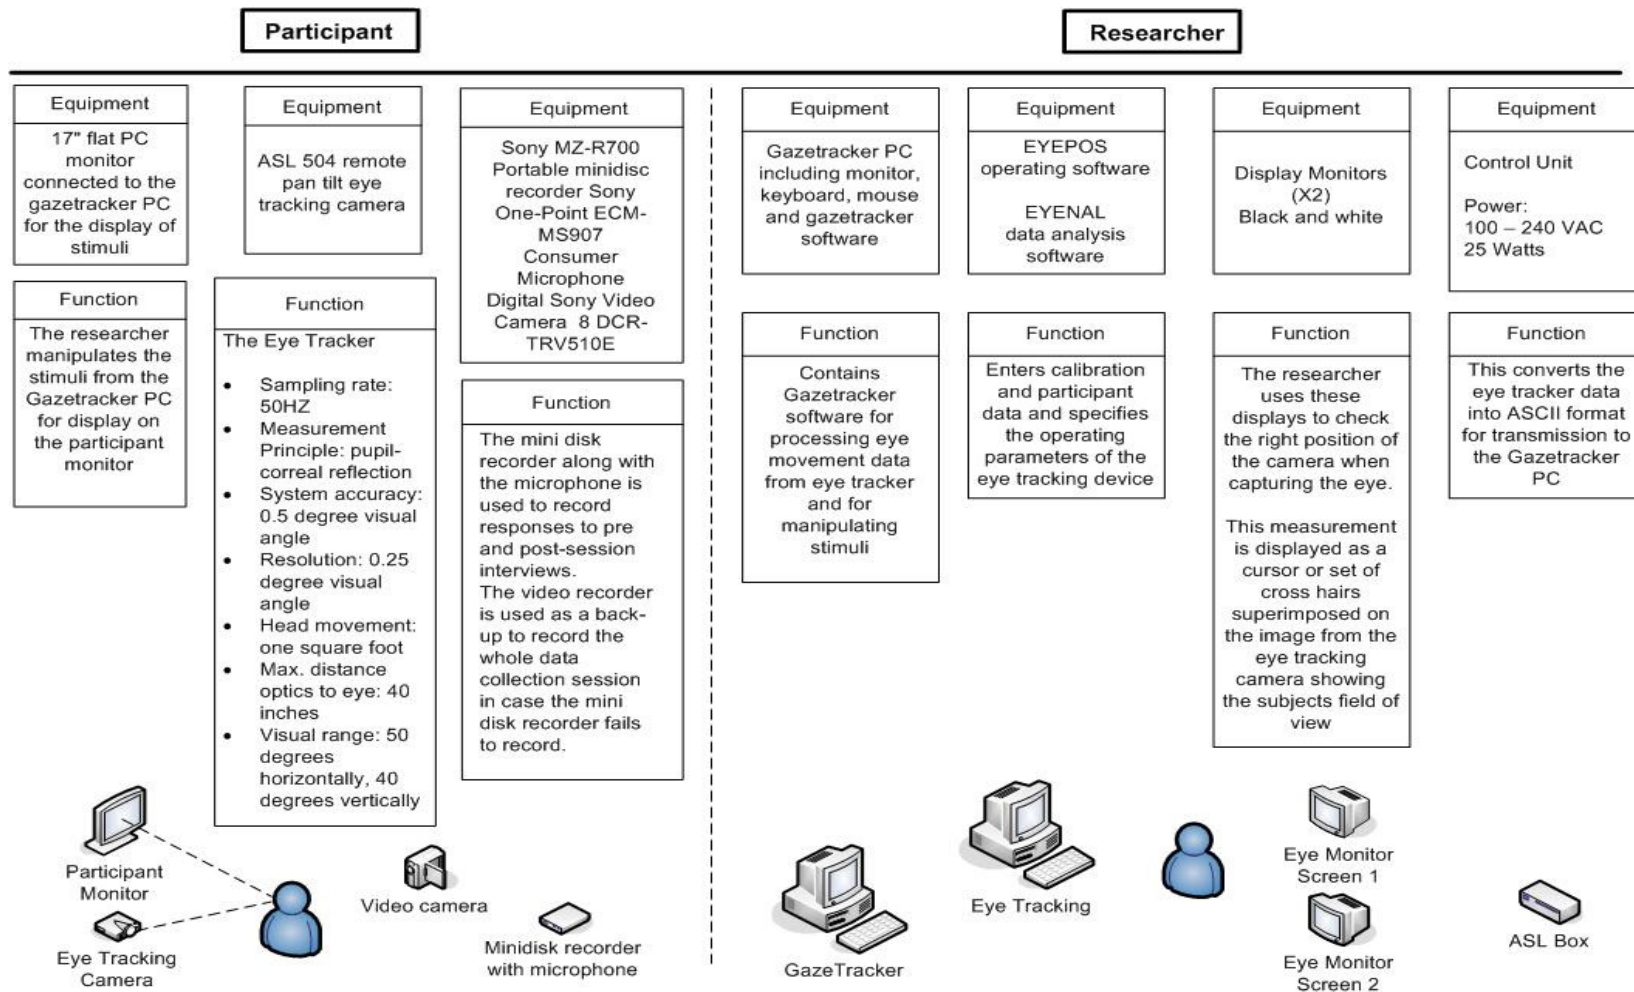 Participant
Researcher
Equipment
17" flat PC
monitor
connected to the
gazetracker PC
for the display of
stimuli
Function
The researcher
manipulates the
stimuli from the
Gazetracker PC
for display on
the participant
monitor
Equipment
ASL 504 remote
pan tilt eye
tracking camera
Function
The Eye Tracker
• Sampling rate:
50HZ
• Measurement
Principle: pupil-
correal reflection
• System accuracy:
0.5 degree visual
angle
• Resolution: 0.25
degree visual
angle
• Head movement:
one square foot
• Max. distance
optics to eye: 40
inches
• Visual range: 50
degrees
horizontally, 40
degrees vertically
Equipment
Sony MZ-R700
Portable minidisc
recorder Sony
One-Point ECM-
MS907
Consumer
Microphone
Digital Sony Video
Camera 8 DCR-
TRV510E
Function
The mini disk
recorder along with
the microphone is
used to record
responses to pre
and post-session
interviews.
The video recorder
is used as a back-
up to record the
whole data
collection session
in case the mini
disk recorder fails
to record.
Equipment
Gazetracker PC
including monitor,
keyboard, mouse
and gazetracker
software
Function
Contains
Gazetracker
software for
processing eye
movement data
from eye tracker
and for
manipulating
stimuli
Equipment
EYEPOS
operating software
EYENAL
data analysis
software
Function
Enters calibration
and participant
data and specifies
the operating
parameters of the
eye tracking device
Equipment
Display Monitors
(X2)
Black and white
Function
The researcher
uses these
displays to check
the right position of
the camera when
capturing the eye.
This measurement
is displayed as a
cursor or set of
cross hairs
superimposed on
the image from the
eye tracking
camera showing
the subjects field of
view
Equipment
Control Unit
Power:
100 – 240 VAC
25 Watts
Function
This converts the
eye tracker data
into ASCII format
for transmission to
the Gazetracker
PC
Participant
Monitor
Eye Tracking
Camera
Video camera
Minidisk recorder
with microphone
GazeTracker
Eye Tracking
Eye Monitor
Screen 1
Eye Monitor
Screen 2
ASL Box